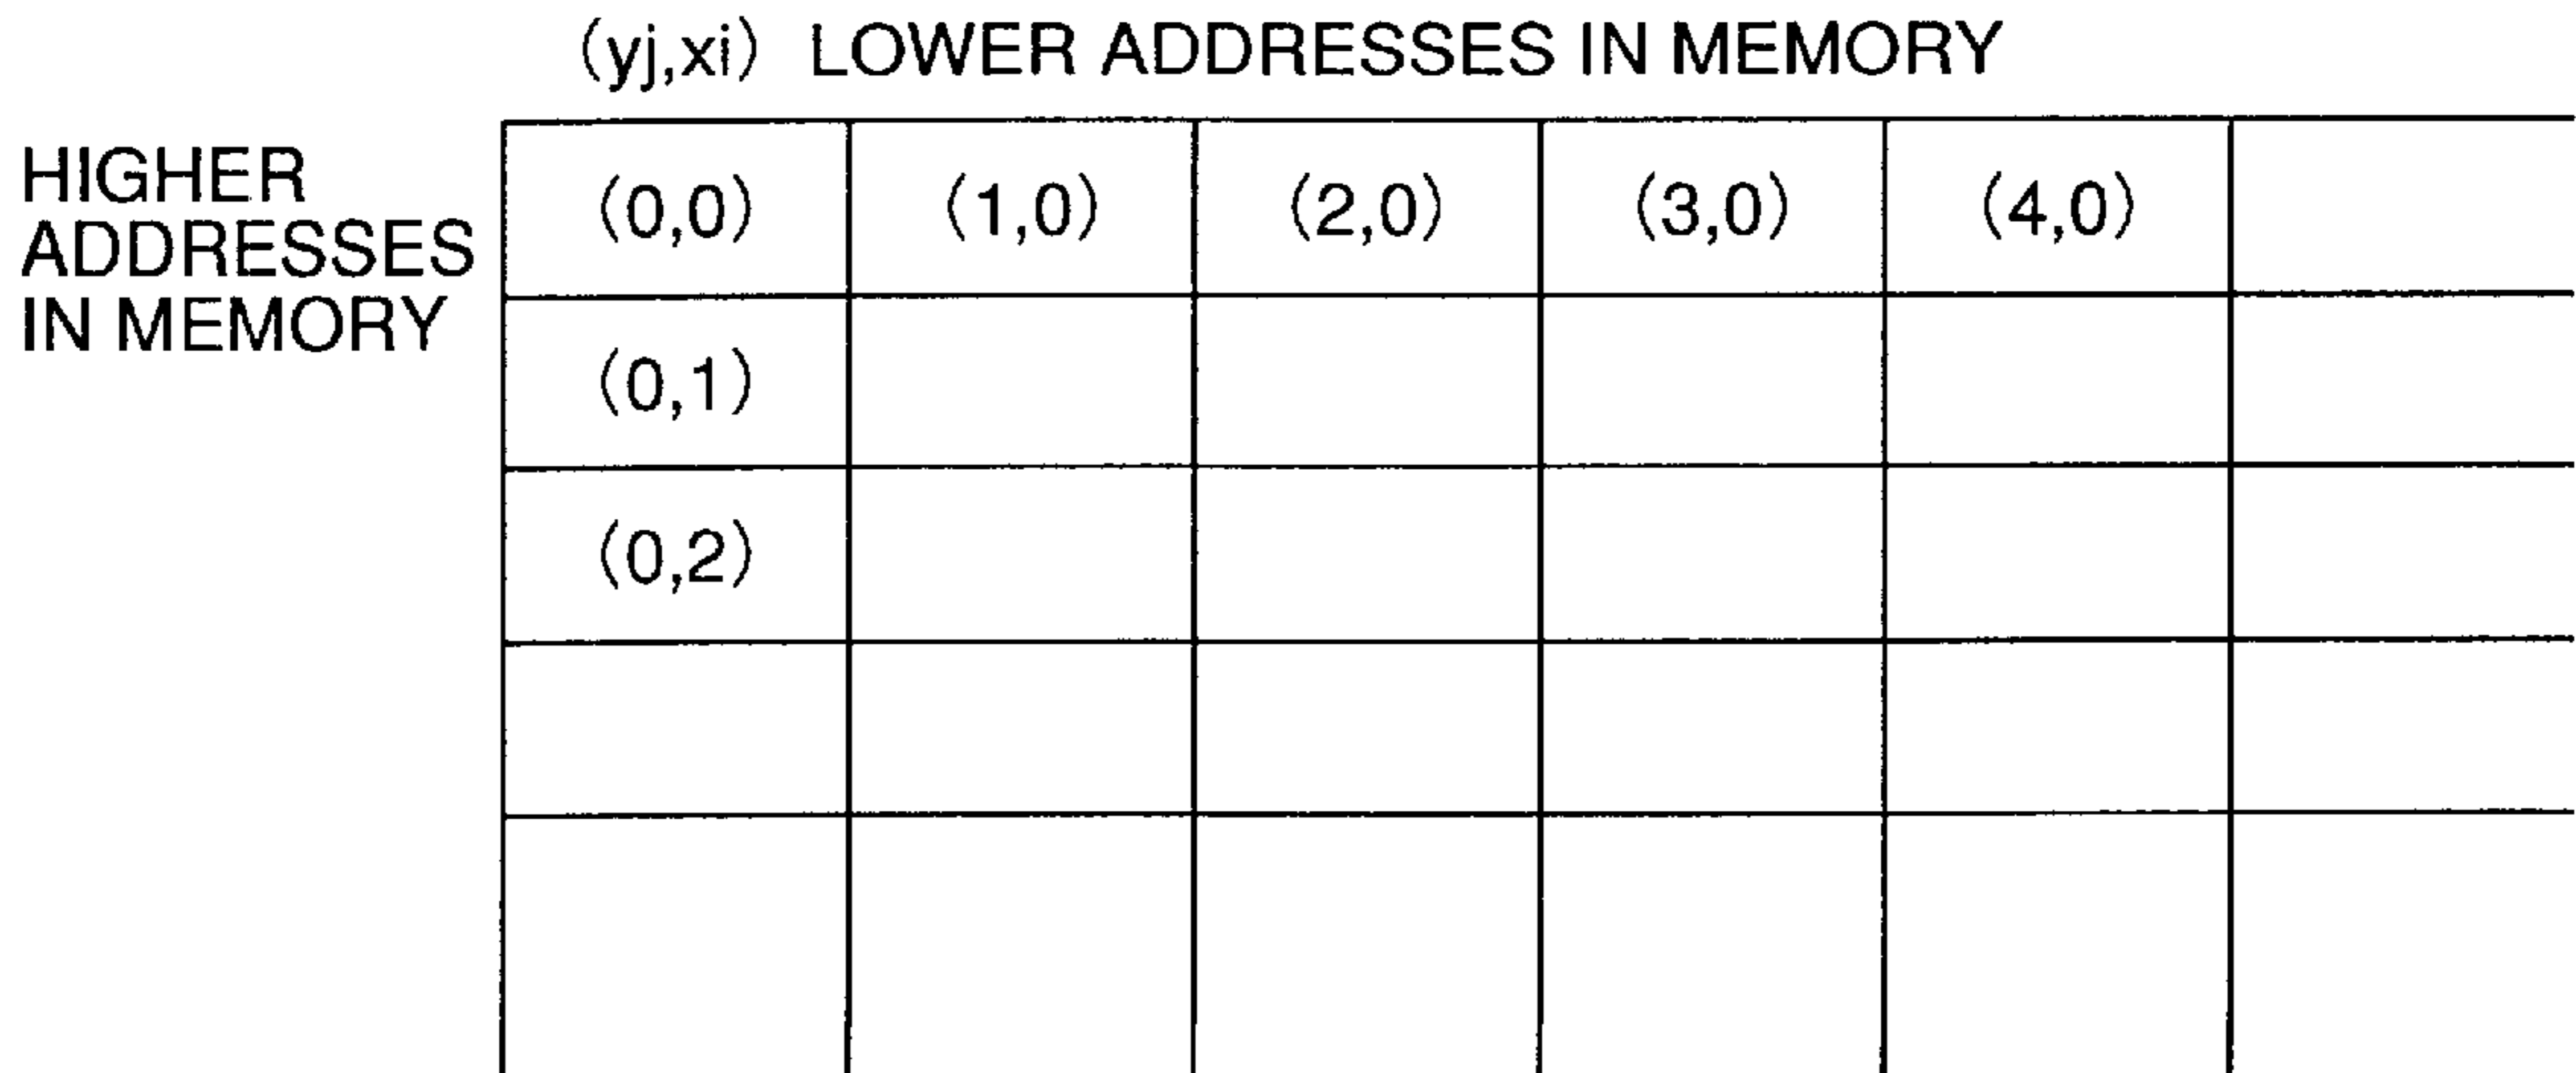 (yj,xi) LOWER ADDRESSES IN MEMORY
HIGHER
ADDRESSES
IN MEMORY
(0,0) (1,0) (2,0) (3,0) (4,0)
(0,1)
(0,2)